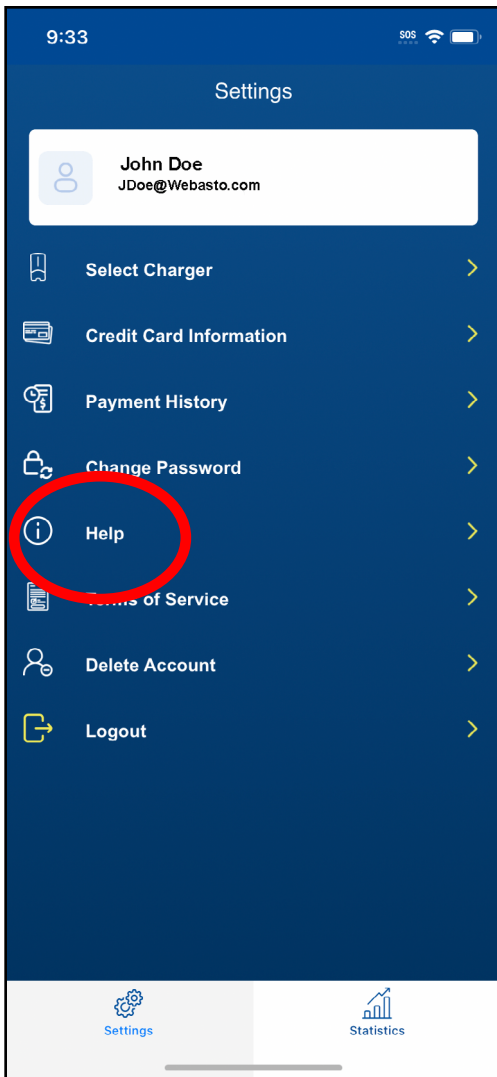 9:33
SOS
Settings
John Doe
JDoe@Webasto.com
Select Charger
Credit Card Information
Payment History
Change Password
Help
Terms of Service
Delete Account
Logout
Settings
Statistics